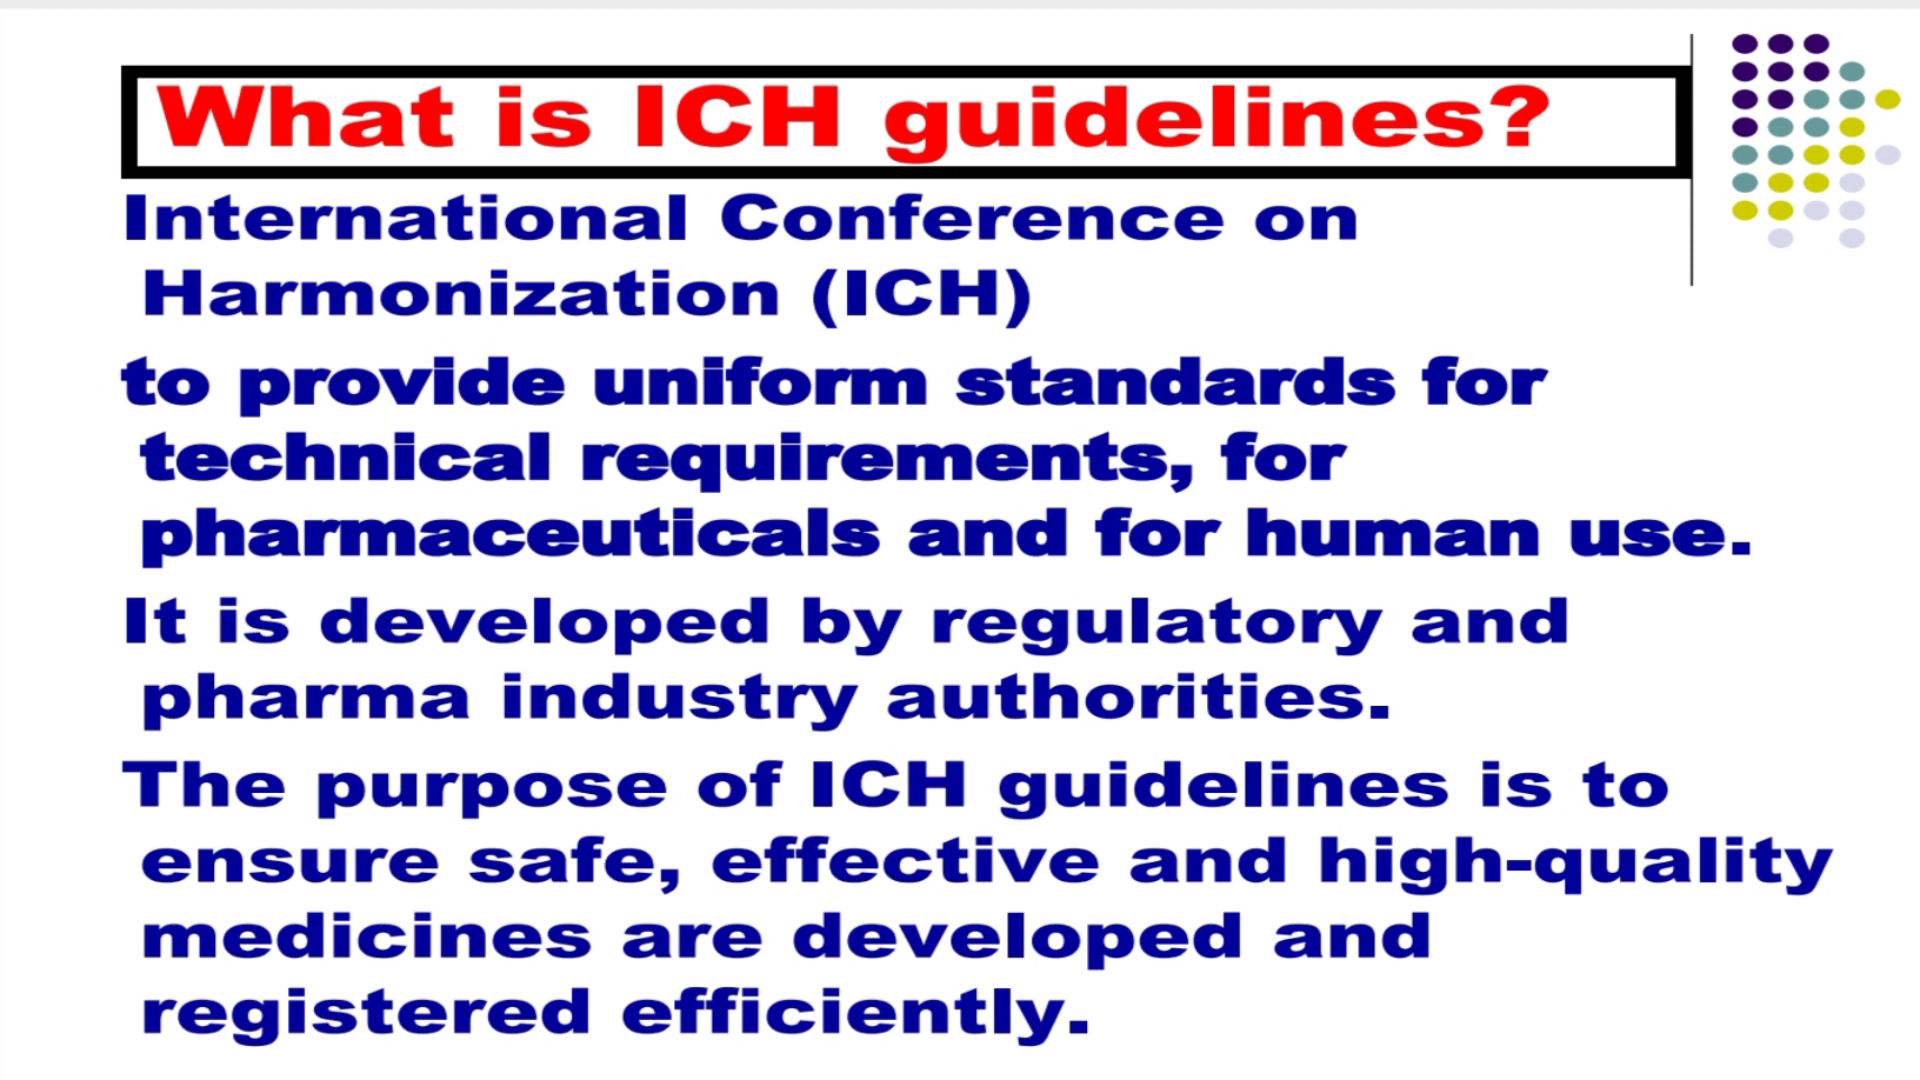 What is ICH guidelines?
International Conference on
Harmonization (ICH)
to provide uniform standards for
technical requirements, for
pharmaceuticals and for human use.
It is developed by regulatory and
pharma industry authorities.
The purpose of ICH guidelines is to
ensure safe, effective and high-quality
medicines are developed and
registered efficiently.